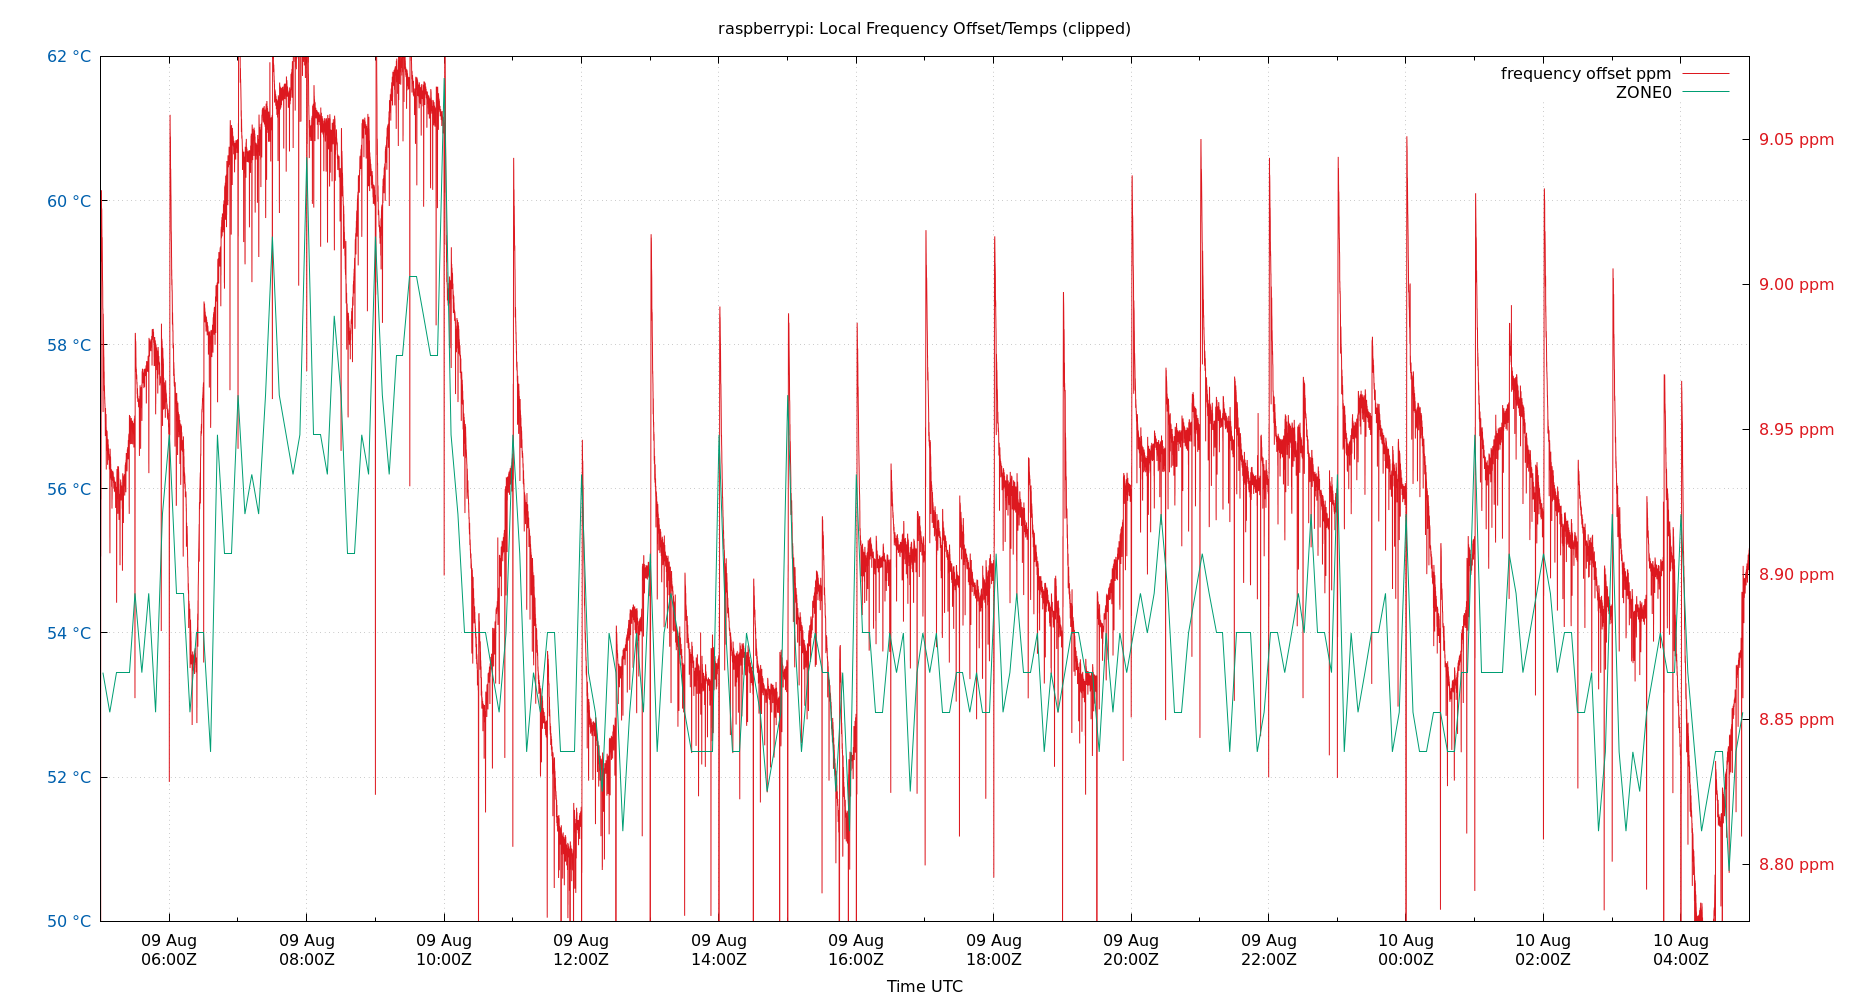 raspberrypi: Local Frequency Offset/Temps (clipped)
frequency offset ppm
ZONE0
62 °C
60 °C
58 °C
56 °C
54 °C
52 °C
50 °C
9.05 ppm
9.00 ppm
8.95 ppm
8.90 ppm
8.85 ppm
8.80 ppm
09 Aug 09 Aug 09 Aug 09 Aug 09 Aug 09 Aug 09 Aug 09 Aug 09 Aug 10 Aug 10 Aug 10 Aug
06:00Z 08:00Z 10:00Z 12:00Z 14:00Z 16:00Z 18:00Z 20:00Z 22:00Z 00:00Z 02:00Z 04:00Z
Time UTC